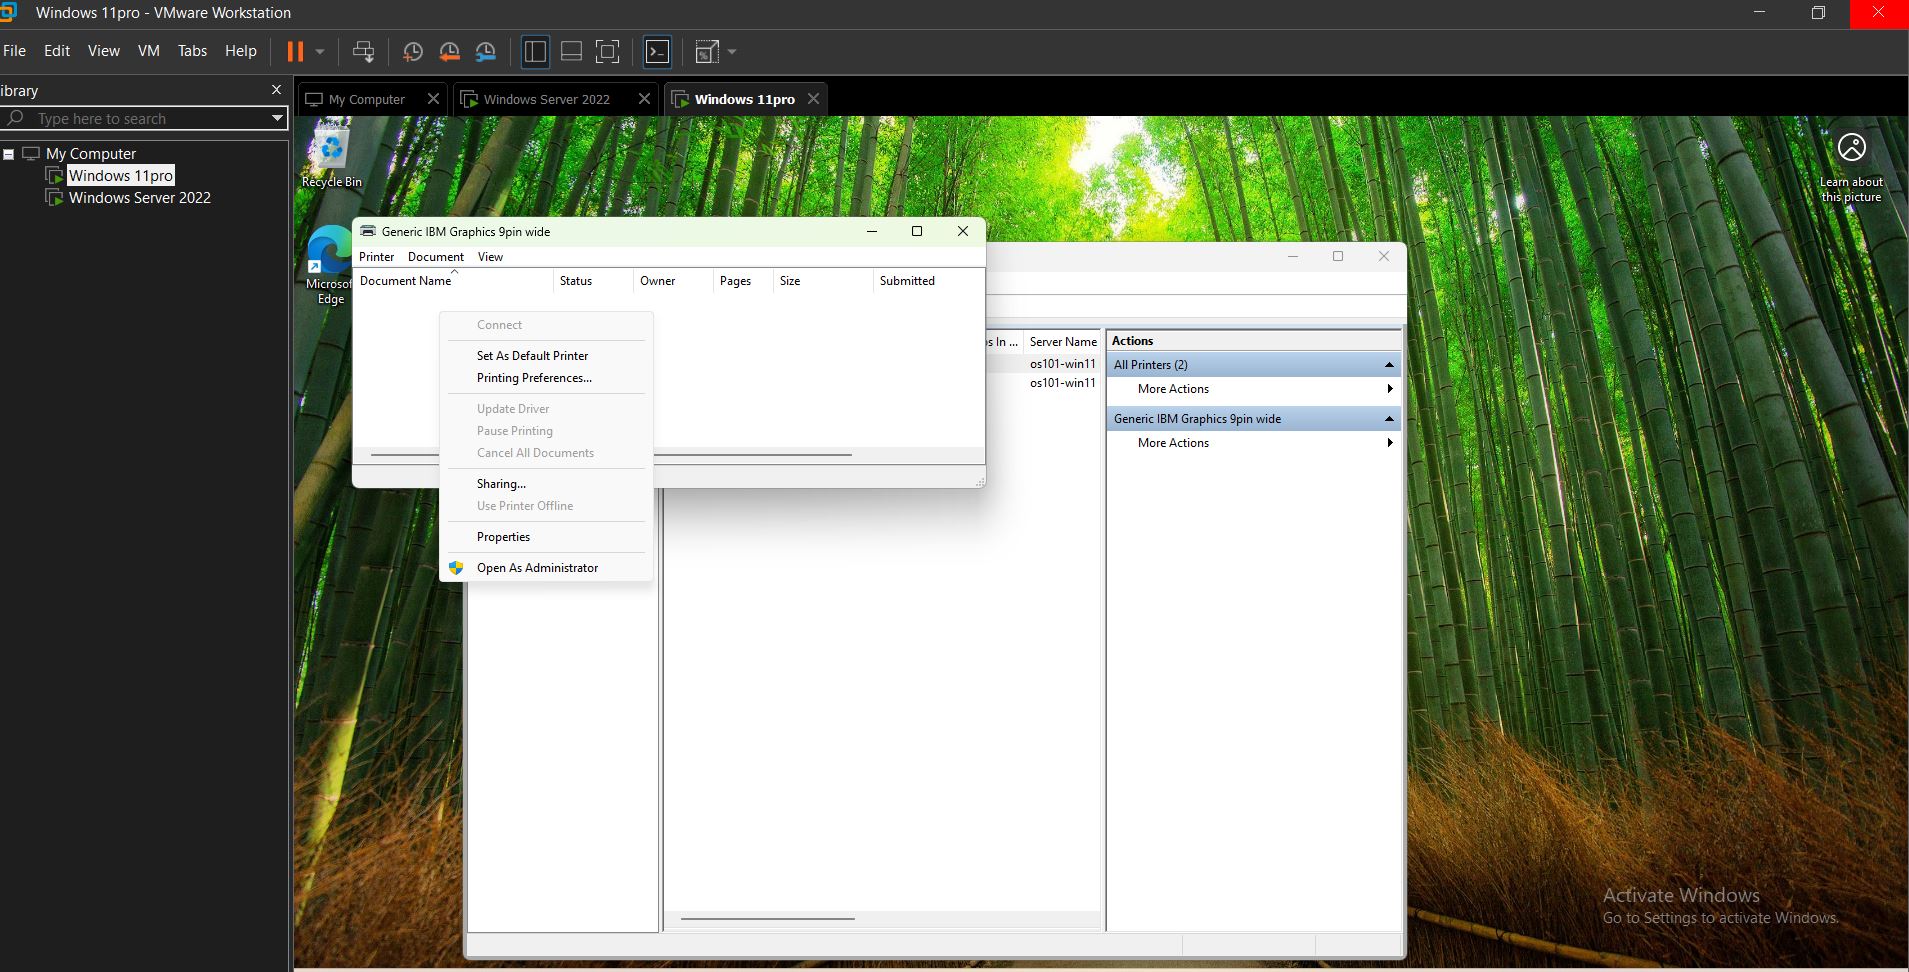 Windows 11pro - VMware Workstation
File Edit View VM Tabs Help
ibrary
Type here to search
My Computer
Windows 11pro
Windows Server 2022
My Computer
Windows Server 2022
Windows 11pro
Recycle Bin
Microsof
Edge
Learn about
this picture
Generic IBM Graphics 9pin wide
Printer Document View
Document Name Status Owner Pages Size Submitted
Connect
Set As Default Printer
Printing Preferences...
Update Driver
Pause Printing
Cancel All Documents
Sharing...
Use Printer Offline
Properties
Open As Administrator
s In ... Server Name
os101-win11
os101-win11
Actions
All Printers (2)
More Actions
Generic IBM Graphics 9pin wide
More Actions
Activate Windows
Go to Settings to activate Windows.